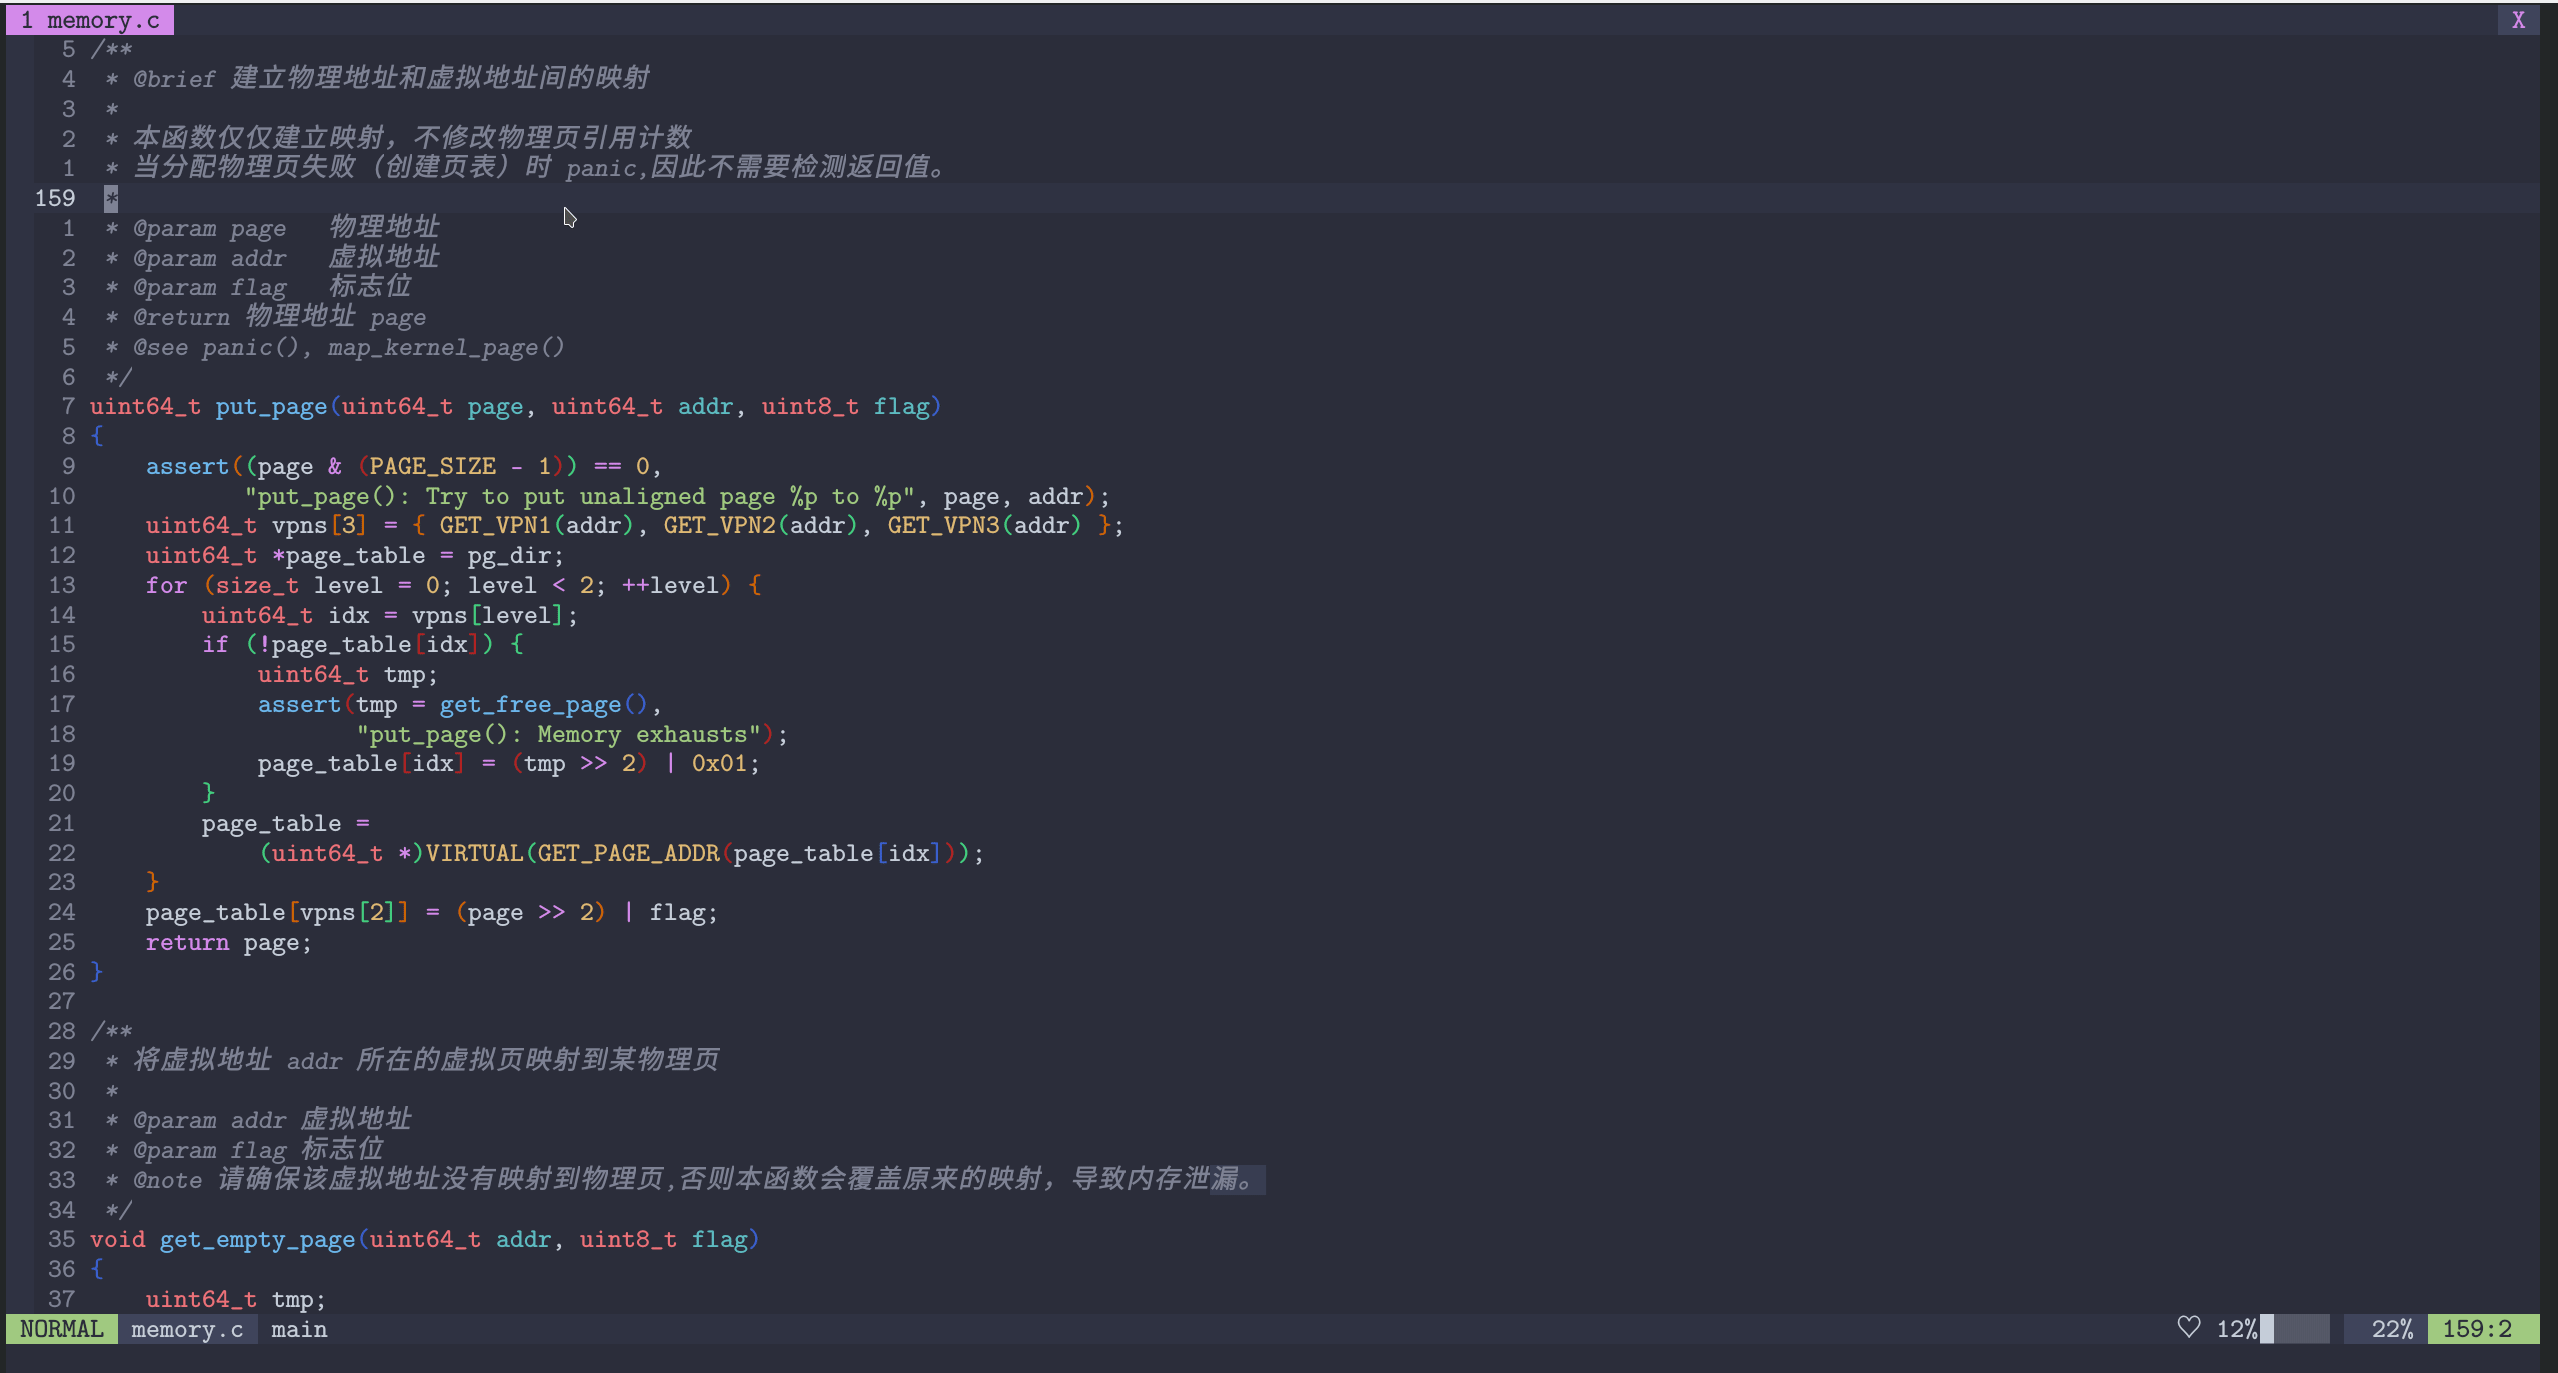 1 memory.c X
5 /**
4  * @brief 建立物理地址和虚拟地址间的映射
3  *
2  * 本函数仅仅建立映射，不修改物理页引用计数
1  * 当分配物理页失败（创建页表）时 panic,因此不需要检测返回值。
159  *
1  * @param page   物理地址
2  * @param addr   虚拟地址
3  * @param flag   标志位
4  * @return 物理地址 page
5  * @see panic(), map_kernel_page()
6  */
7 uint64_t put_page(uint64_t page, uint64_t addr, uint8_t flag)
8 {
9     assert((page & (PAGE_SIZE - 1)) == 0,
10            "put_page(): Try to put unaligned page %p to %p", page, addr);
11     uint64_t vpns[3] = { GET_VPN1(addr), GET_VPN2(addr), GET_VPN3(addr) };
12     uint64_t *page_table = pg_dir;
13     for (size_t level = 0; level < 2; ++level) {
14         uint64_t idx = vpns[level];
15         if (!page_table[idx]) {
16             uint64_t tmp;
17             assert(tmp = get_free_page(),
18                    "put_page(): Memory exhausts");
19             page_table[idx] = (tmp >> 2) | 0x01;
20         }
21         page_table =
22             (uint64_t *)VIRTUAL(GET_PAGE_ADDR(page_table[idx]));
23     }
24     page_table[vpns[2]] = (page >> 2) | flag;
25     return page;
26 }
27
28 /**
29  * 将虚拟地址 addr 所在的虚拟页映射到某物理页
30  *
31  * @param addr 虚拟地址
32  * @param flag 标志位
33  * @note 请确保该虚拟地址没有映射到物理页,否则本函数会覆盖原来的映射，导致内存泄漏。
34  */
35 void get_empty_page(uint64_t addr, uint8_t flag)
36 {
37     uint64_t tmp;
NORMAL memory.c main ♡ 12% 22% 159:2